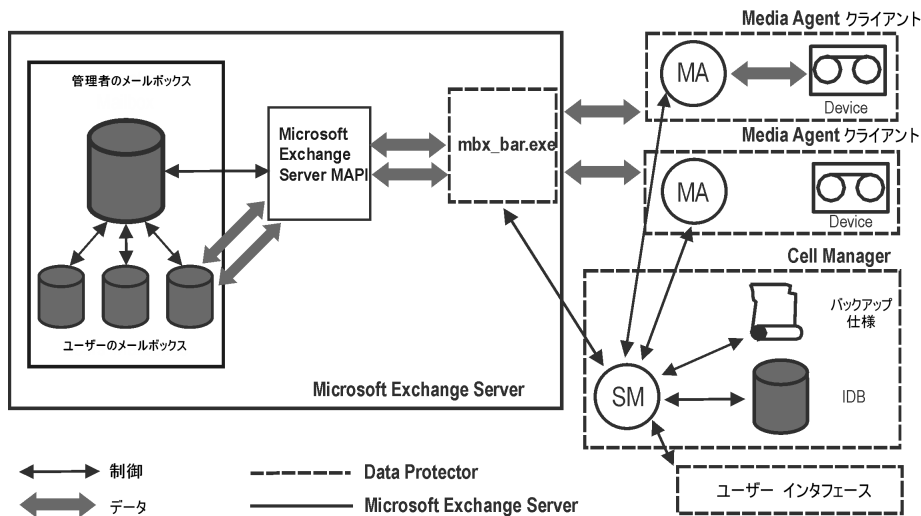 Media Agent クライアント
管理者のメールボックス
MA
Device
Microsoft
Exchange
Server MAPI
mbx_bar.exe
Media Agent クライアント
MA
Device
Cell Manager
バックアップ
仕様
ユーザーのメールボックス
Microsoft Exchange Server
SM
IDB
制御
Data Protector
データ
Microsoft Exchange Server
ユーザー インタフェース